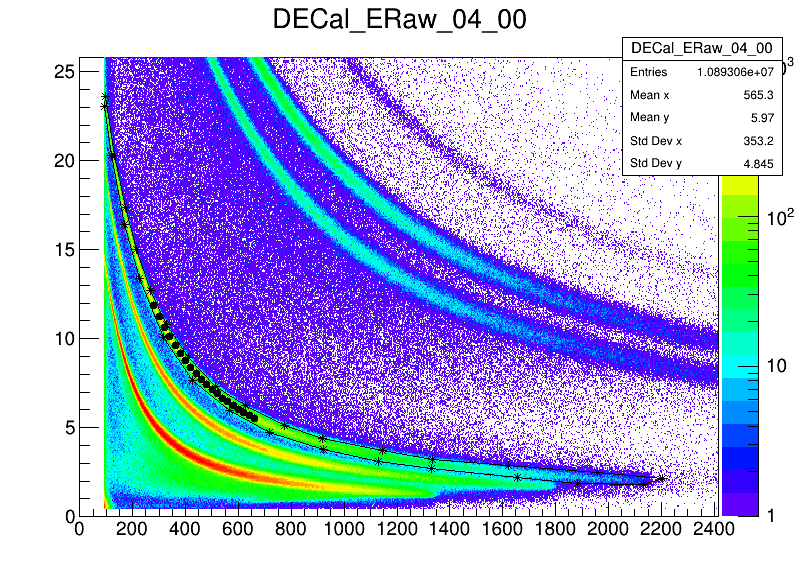 DECal_ERaw_04_00
DECal_ERaw_04_00
Entries 1.089306e+07
Mean x 565.3
Mean y 5.97
Std Dev x 353.2
Std Dev y 4.845
25
20
15
10
5
0
0 200 400 600 800 1000 1200 1400 1600 1800 2000 2200 2400
10²
10
1